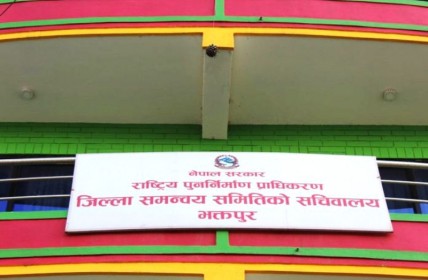 नेपाल सरकार
राष्ट्रिय पुनर्निर्माण प्राधिकरण
जिल्ला समन्वय समितिको सचिवालय
भक्तपुर